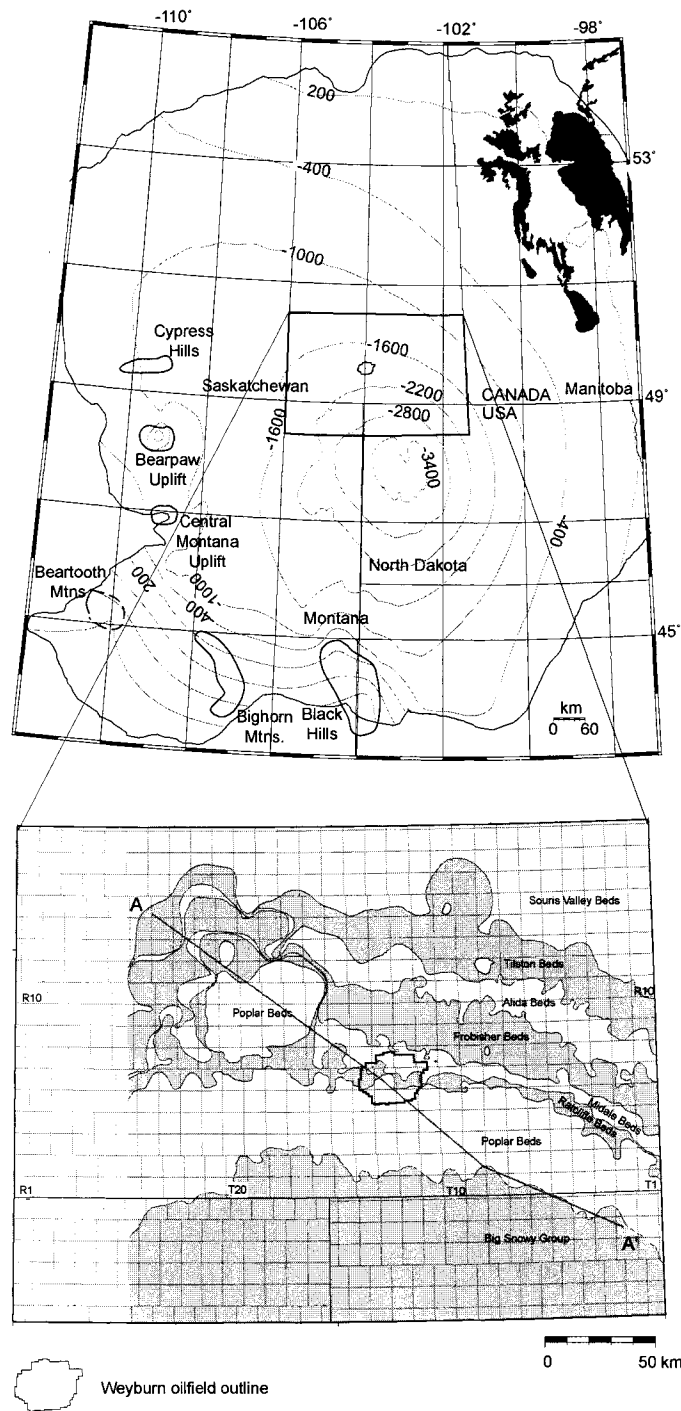 -110°
-106°
-102°
-98°
200
-400
53°
-1000
Cypress
Hills
-1600
Saskatchewan
-2200
CANADA
Manitoba
-2800
USA
49°
-1600
-3400
Bearpaw
Uplift
Central
Montana
Uplift
-400
North Dakota
Beartooth
Mtns.
200
-1000
-400
Montana
45°
km
0 60
Bighorn
Mtns.
Black
Hills
A
Souris Valley Beds
Tilston Beds
R10
R10
Alida Beds
Poplar Beds
Frobisher Beds
Midale Beds
Ratcliffe Beds
Poplar Beds
R1
T20
T10
T1
Big Snowy Group
A'
0 50 km
Weyburn oilfield outline